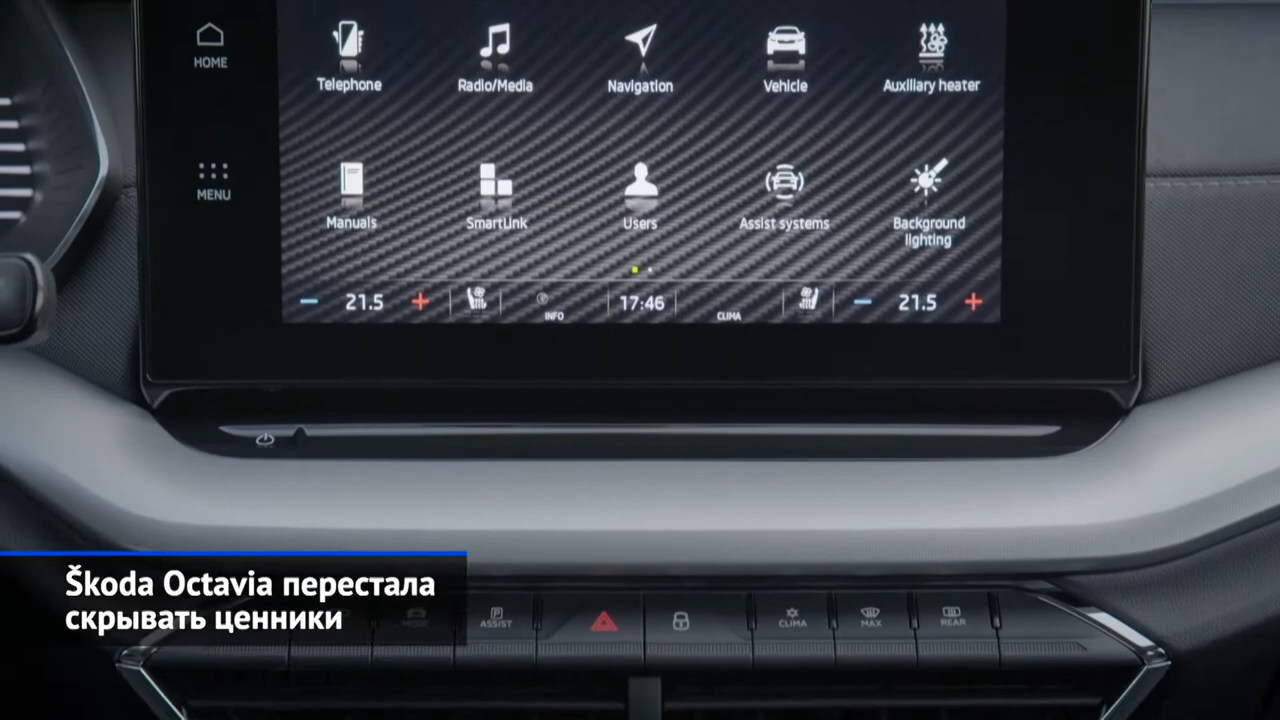 HOME
Telephone
Radio/Media
Navigation
Vehicle
Auxiliary heater
MENU
Manuals
SmartLink
Users
Assist systems
Background
lighting
21.5
INFO
17:46
CLIMA
21.5
Škoda Octavia перестала
скрывать ценники
P
ASSIST
CLIMA
MAX
REAR